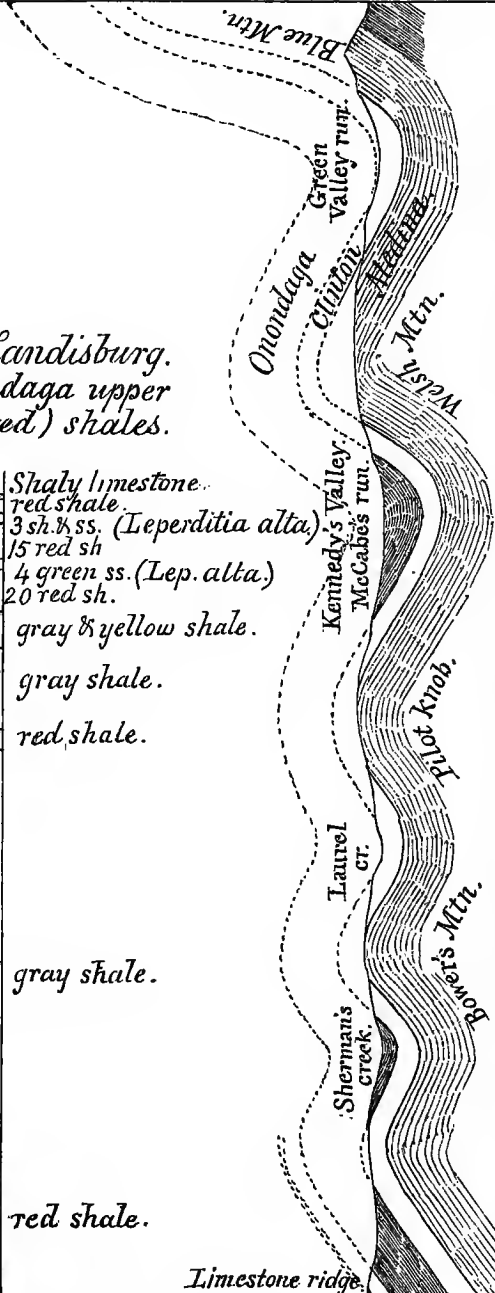 Blue Mtn.
Green
Valley run.
Onondaga
Clinton
Medina.
Welsh Mtn.
Landisburg.
daga upper
ed) shales.
Shaly limestone.
red shale.
3 sh. & ss. (Leperditia alta.)
15 red sh
4 green ss. (Lep. alta.)
20 red sh.
gray & yellow shale.
gray shale.
red shale.
Kennedy's Valley.
McCabes run.
Pilot knob.
Laurel
cr.
Bower's Mtn.
gray shale.
Sherman's
creek.
red shale.
Limestone ridge.